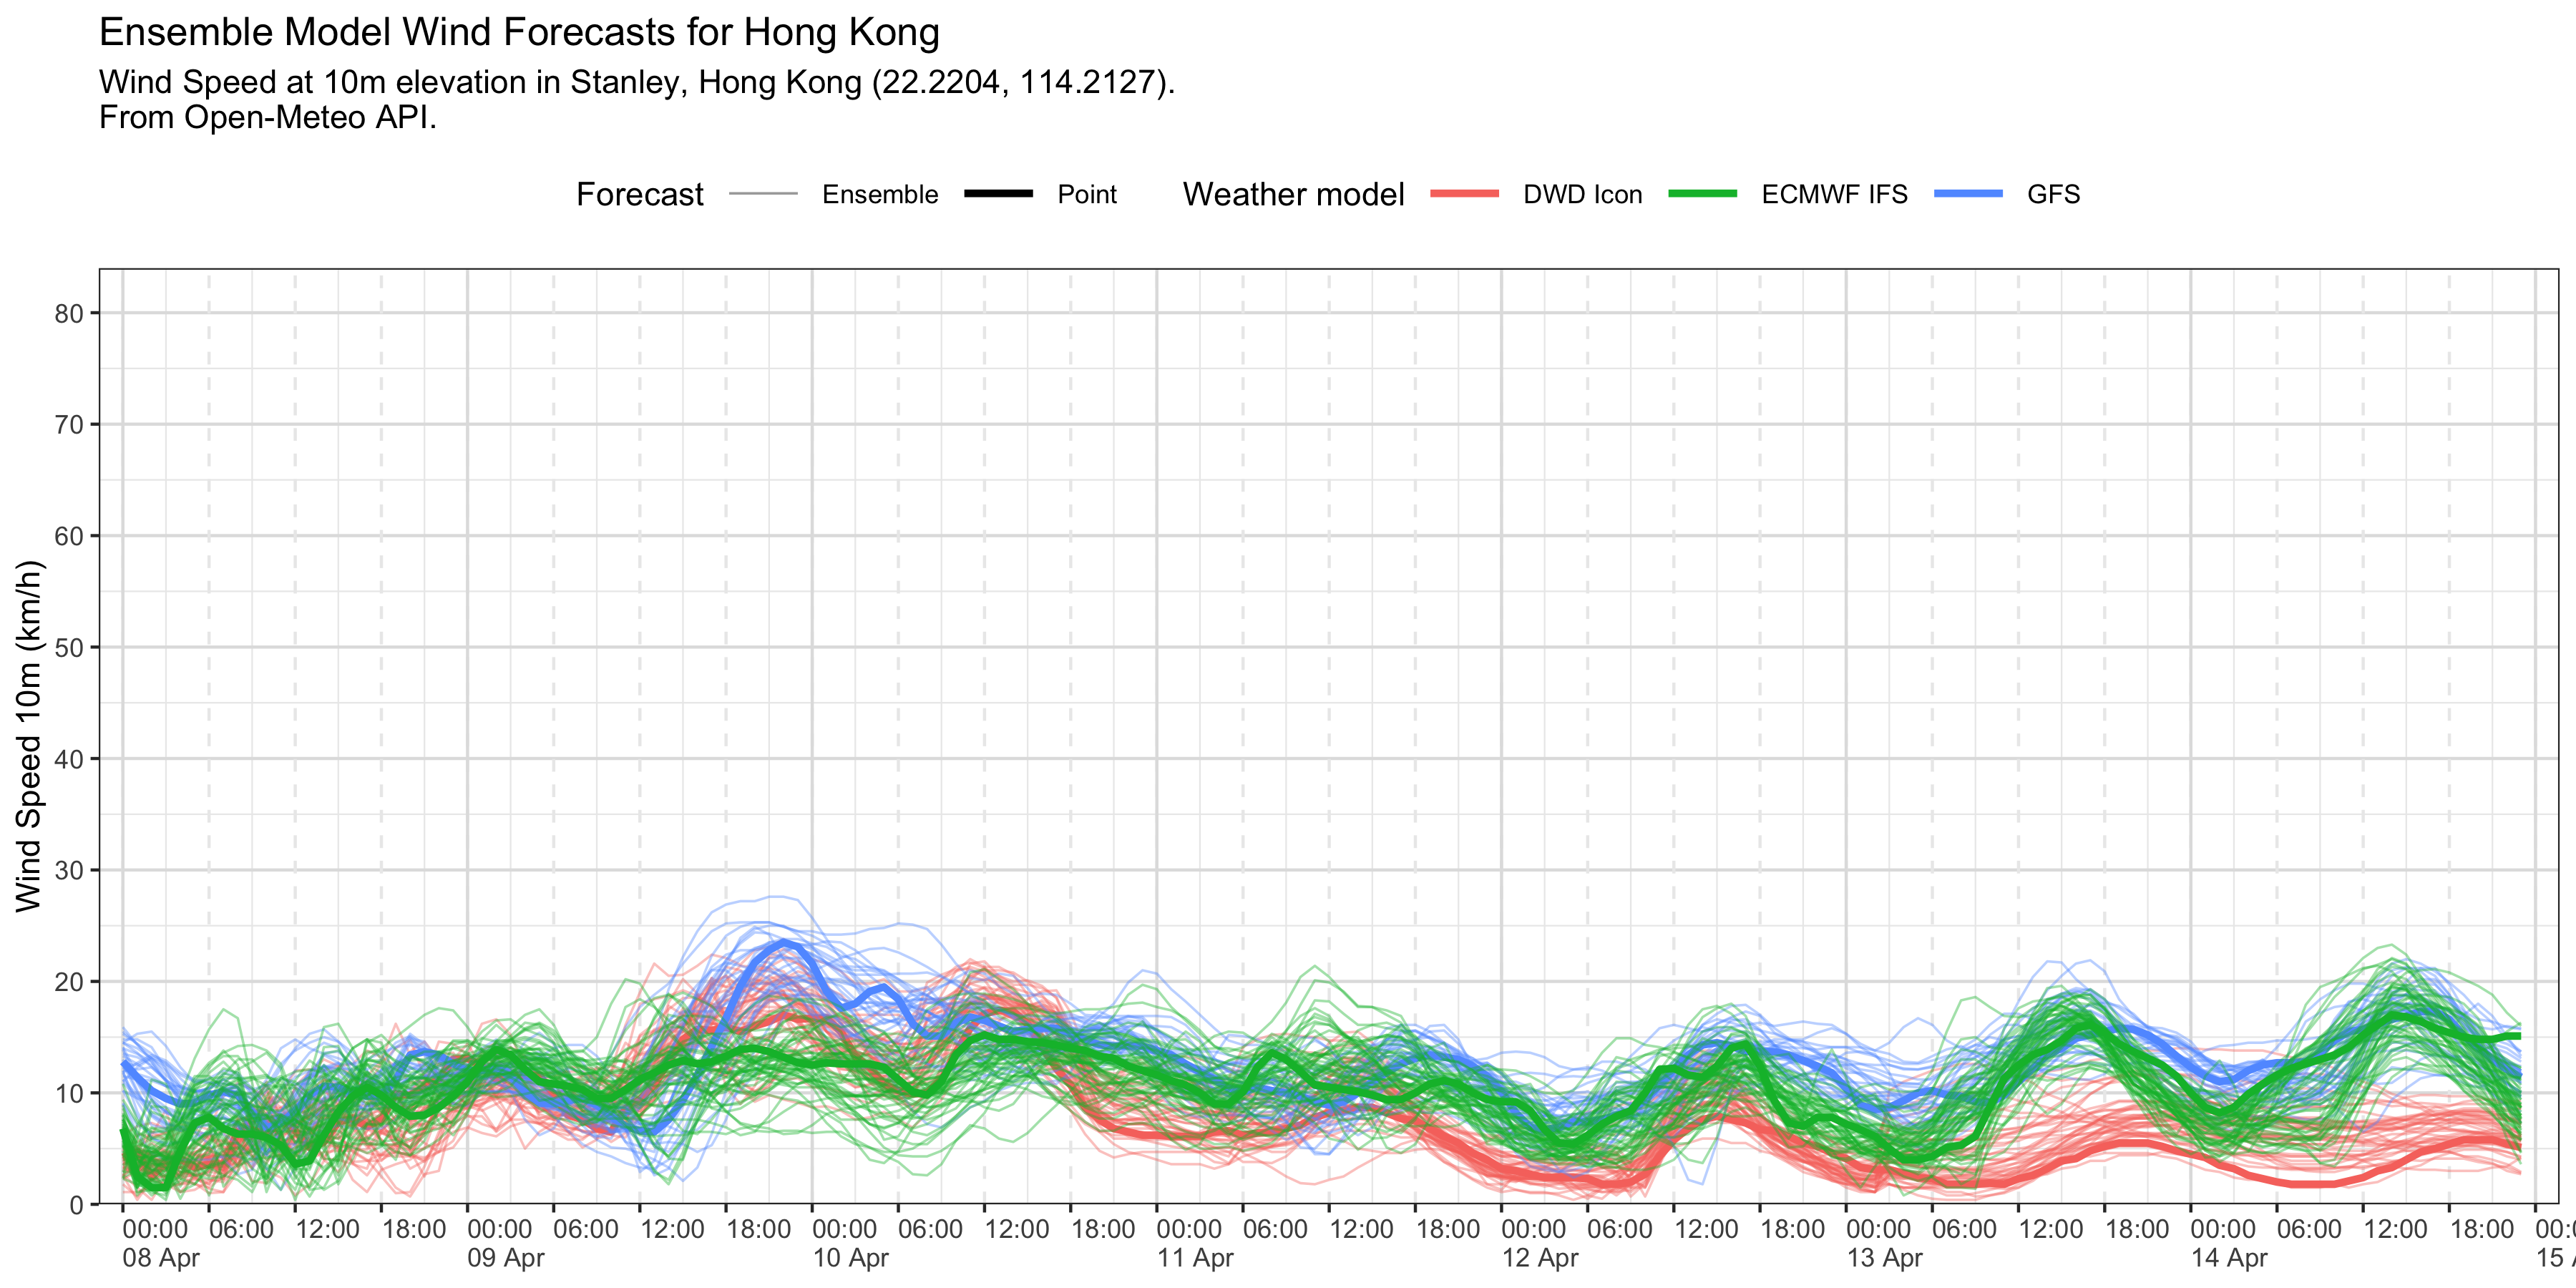 Ensemble Model Wind Forecasts for Hong Kong
Wind Speed at 10m elevation in Stanley, Hong Kong (22.2204, 114.2127).
From Open-Meteo API.
Forecast Ensemble Point Weather model DWD Icon ECMWF IFS GFS
Wind Speed 10m (km/h)
80
70
60
50
40
30
20
10
0
00:00 06:00 12:00 18:00 00:00 06:00 12:00 18:00 00:00 06:00 12:00 18:00 00:00 06:00 12:00 18:00 00:00 06:00 12:00 18:00 00:00 06:00 12:00 18:00 00:00 06:00 12:00 18:00
08 Apr 09 Apr 10 Apr 11 Apr 12 Apr 13 Apr 14 Apr 15